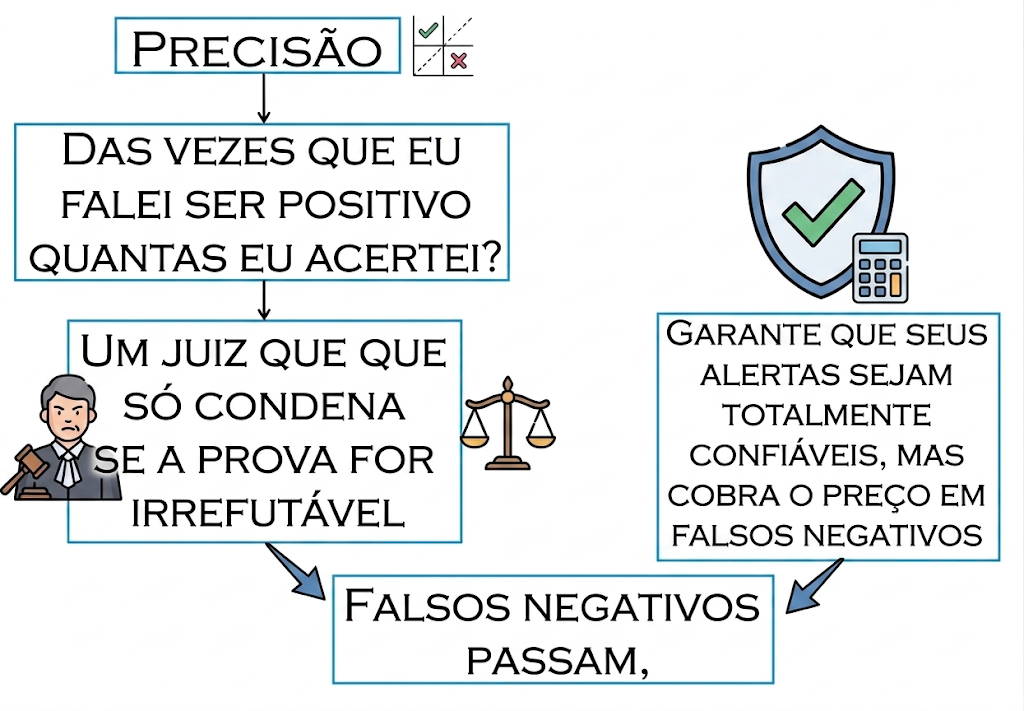 PRECISÃO
DAS VEZES QUE EU
FALEI SER POSITIVO
QUANTAS EU ACERTEI?
UM JUIZ QUE QUE
SÓ CONDENA
SE A PROVA FOR
IRREFUTÁVEL
GARANTE QUE SEUS
ALERTAS SEJAM
TOTALMENTE
CONFIÁVEIS, MAS
COBRA O PREÇO EM
FALSOS NEGATIVOS
FALSOS NEGATIVOS
PASSAM,